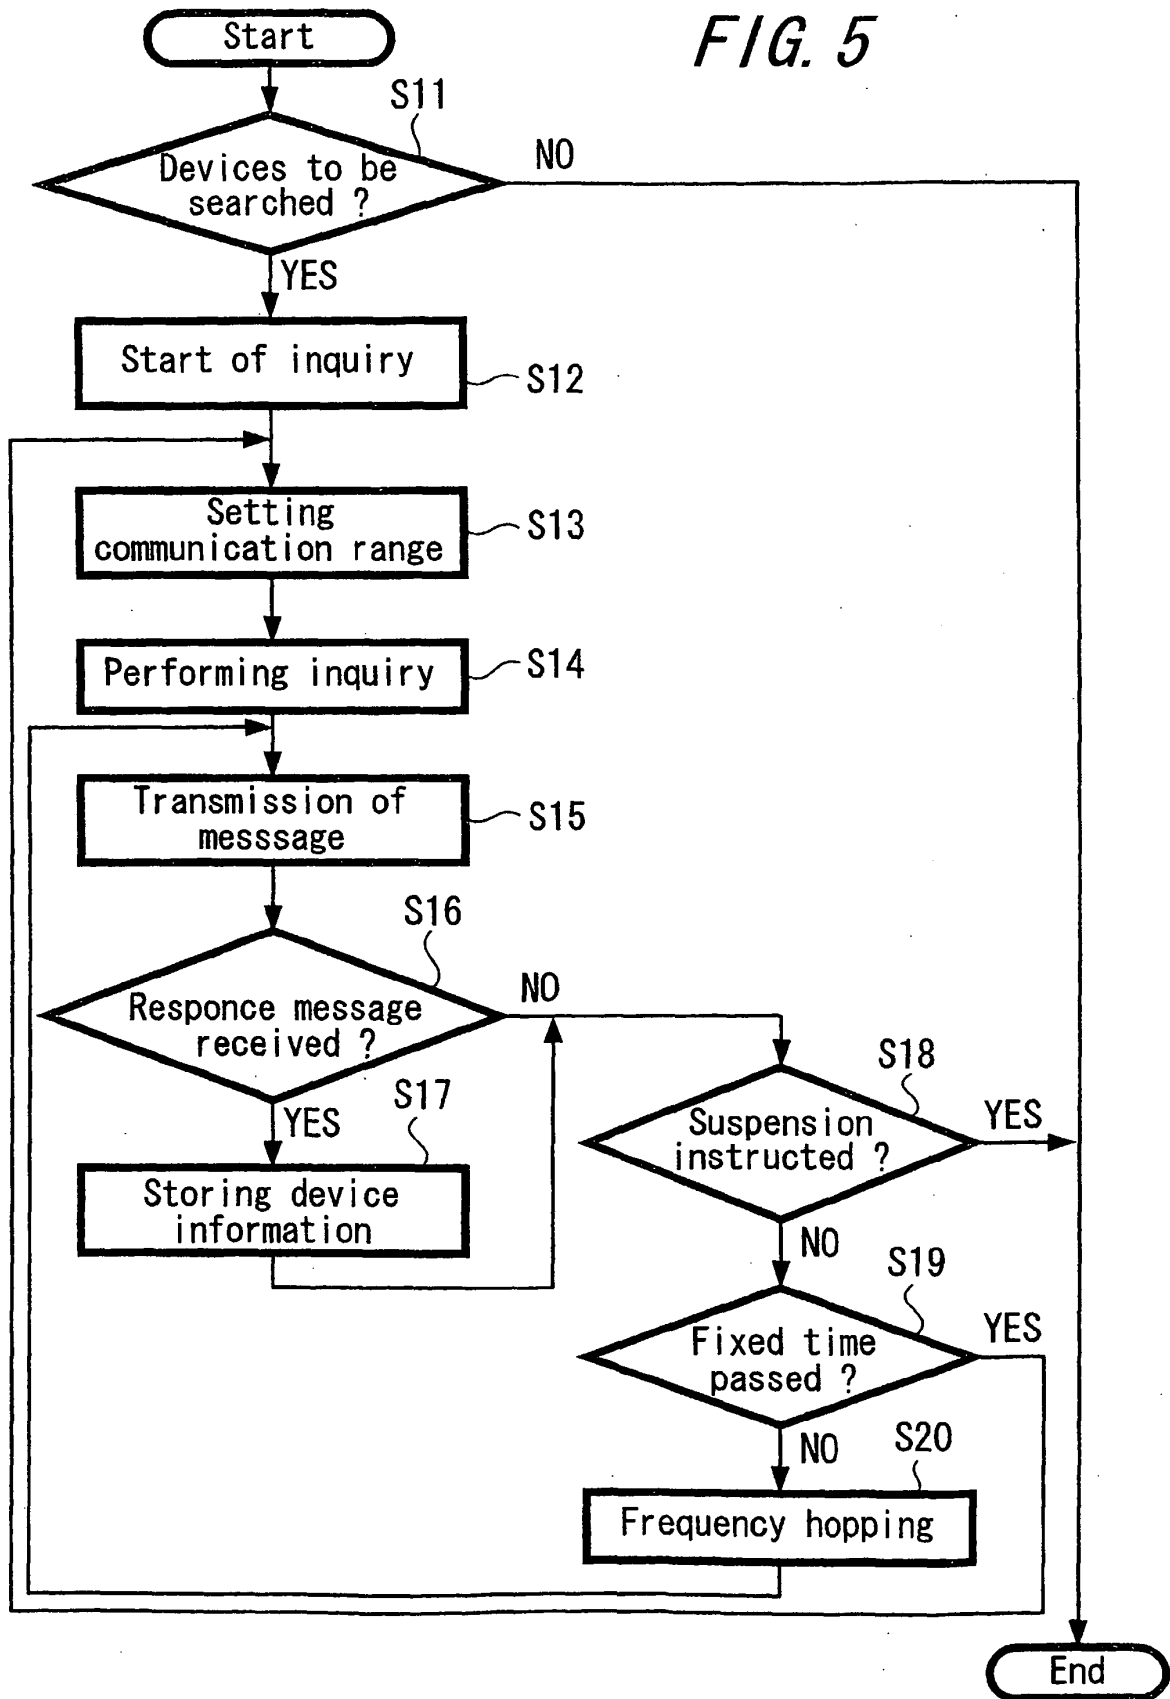 FIG. 5
Start
S11
Devices to be
searched ?
NO
YES
Start of inquiry
S12
Setting
communication range
S13
Performing inquiry
S14
Transmission of
messsage
S15
S16
Responce message
received ?
NO
YES
S17
Storing device
information
S18
Suspension
instructed ?
YES
NO
S19
Fixed time
passed ?
YES
NO
S20
Frequency hopping
End